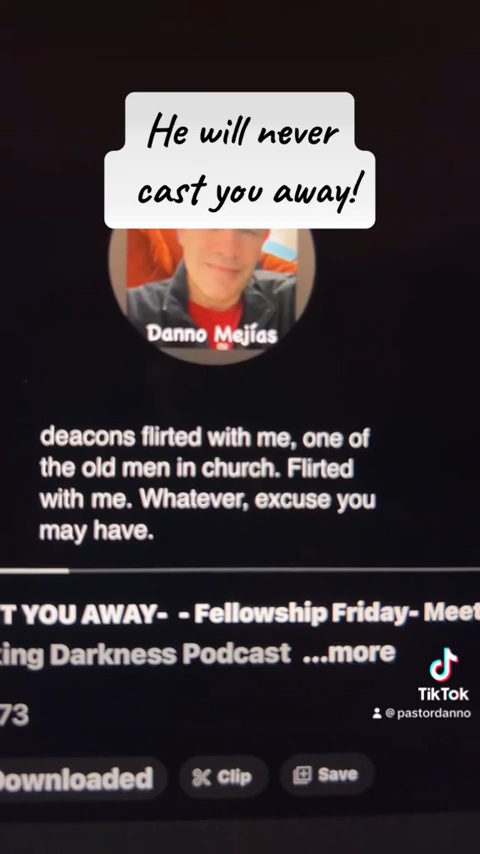 He will never
cast you away!
Danno Mejías
deacons flirted with me, one of
the old men in church. Flirted
with me. Whatever, excuse you
may have.
T YOU AWAY- - Fellowship Friday- Meet
ing Darkness Podcast ...more
73
Downloaded
Clip
Save
TikTok
@pastordanno